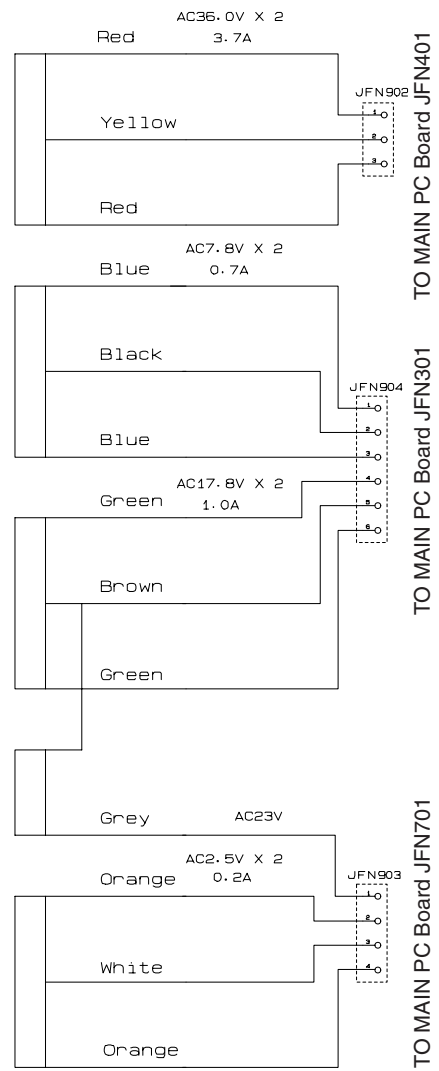 AC36.0V X 2
Red 3.7A
JFN902
1
Yellow
2
3
Red
TO MAIN PC Board JFN401
AC7.8V X 2
Blue 0.7A
Black
JFN904
1
2
Blue
3
AC17.8V X 2
4
Green 1.0A
5
6
Brown
Green
TO MAIN PC Board JFN301
Grey AC23V
AC2.5V X 2
Orange 0.2A
JFN903
1
2
3
White
4
Orange
TO MAIN PC Board JFN701